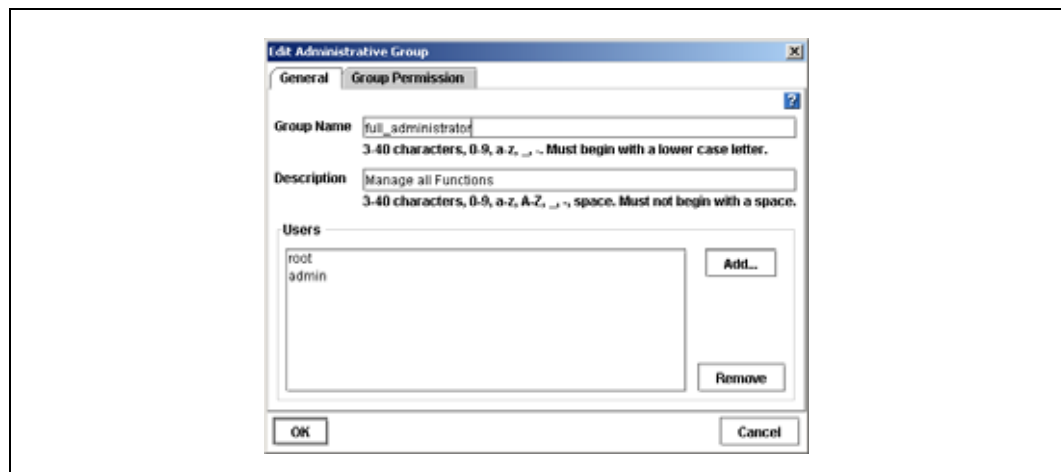 Edit Administrative Group
General
Group Permission
Group Name
full_administrator
3-40 characters, 0-9, a-z, _, -. Must begin with a lower case letter.
Description
Manage all Functions
3-40 characters, 0-9, a-z, A-Z, _, -, space. Must not begin with a space.
Users
root
admin
Add...
Remove
OK
Cancel